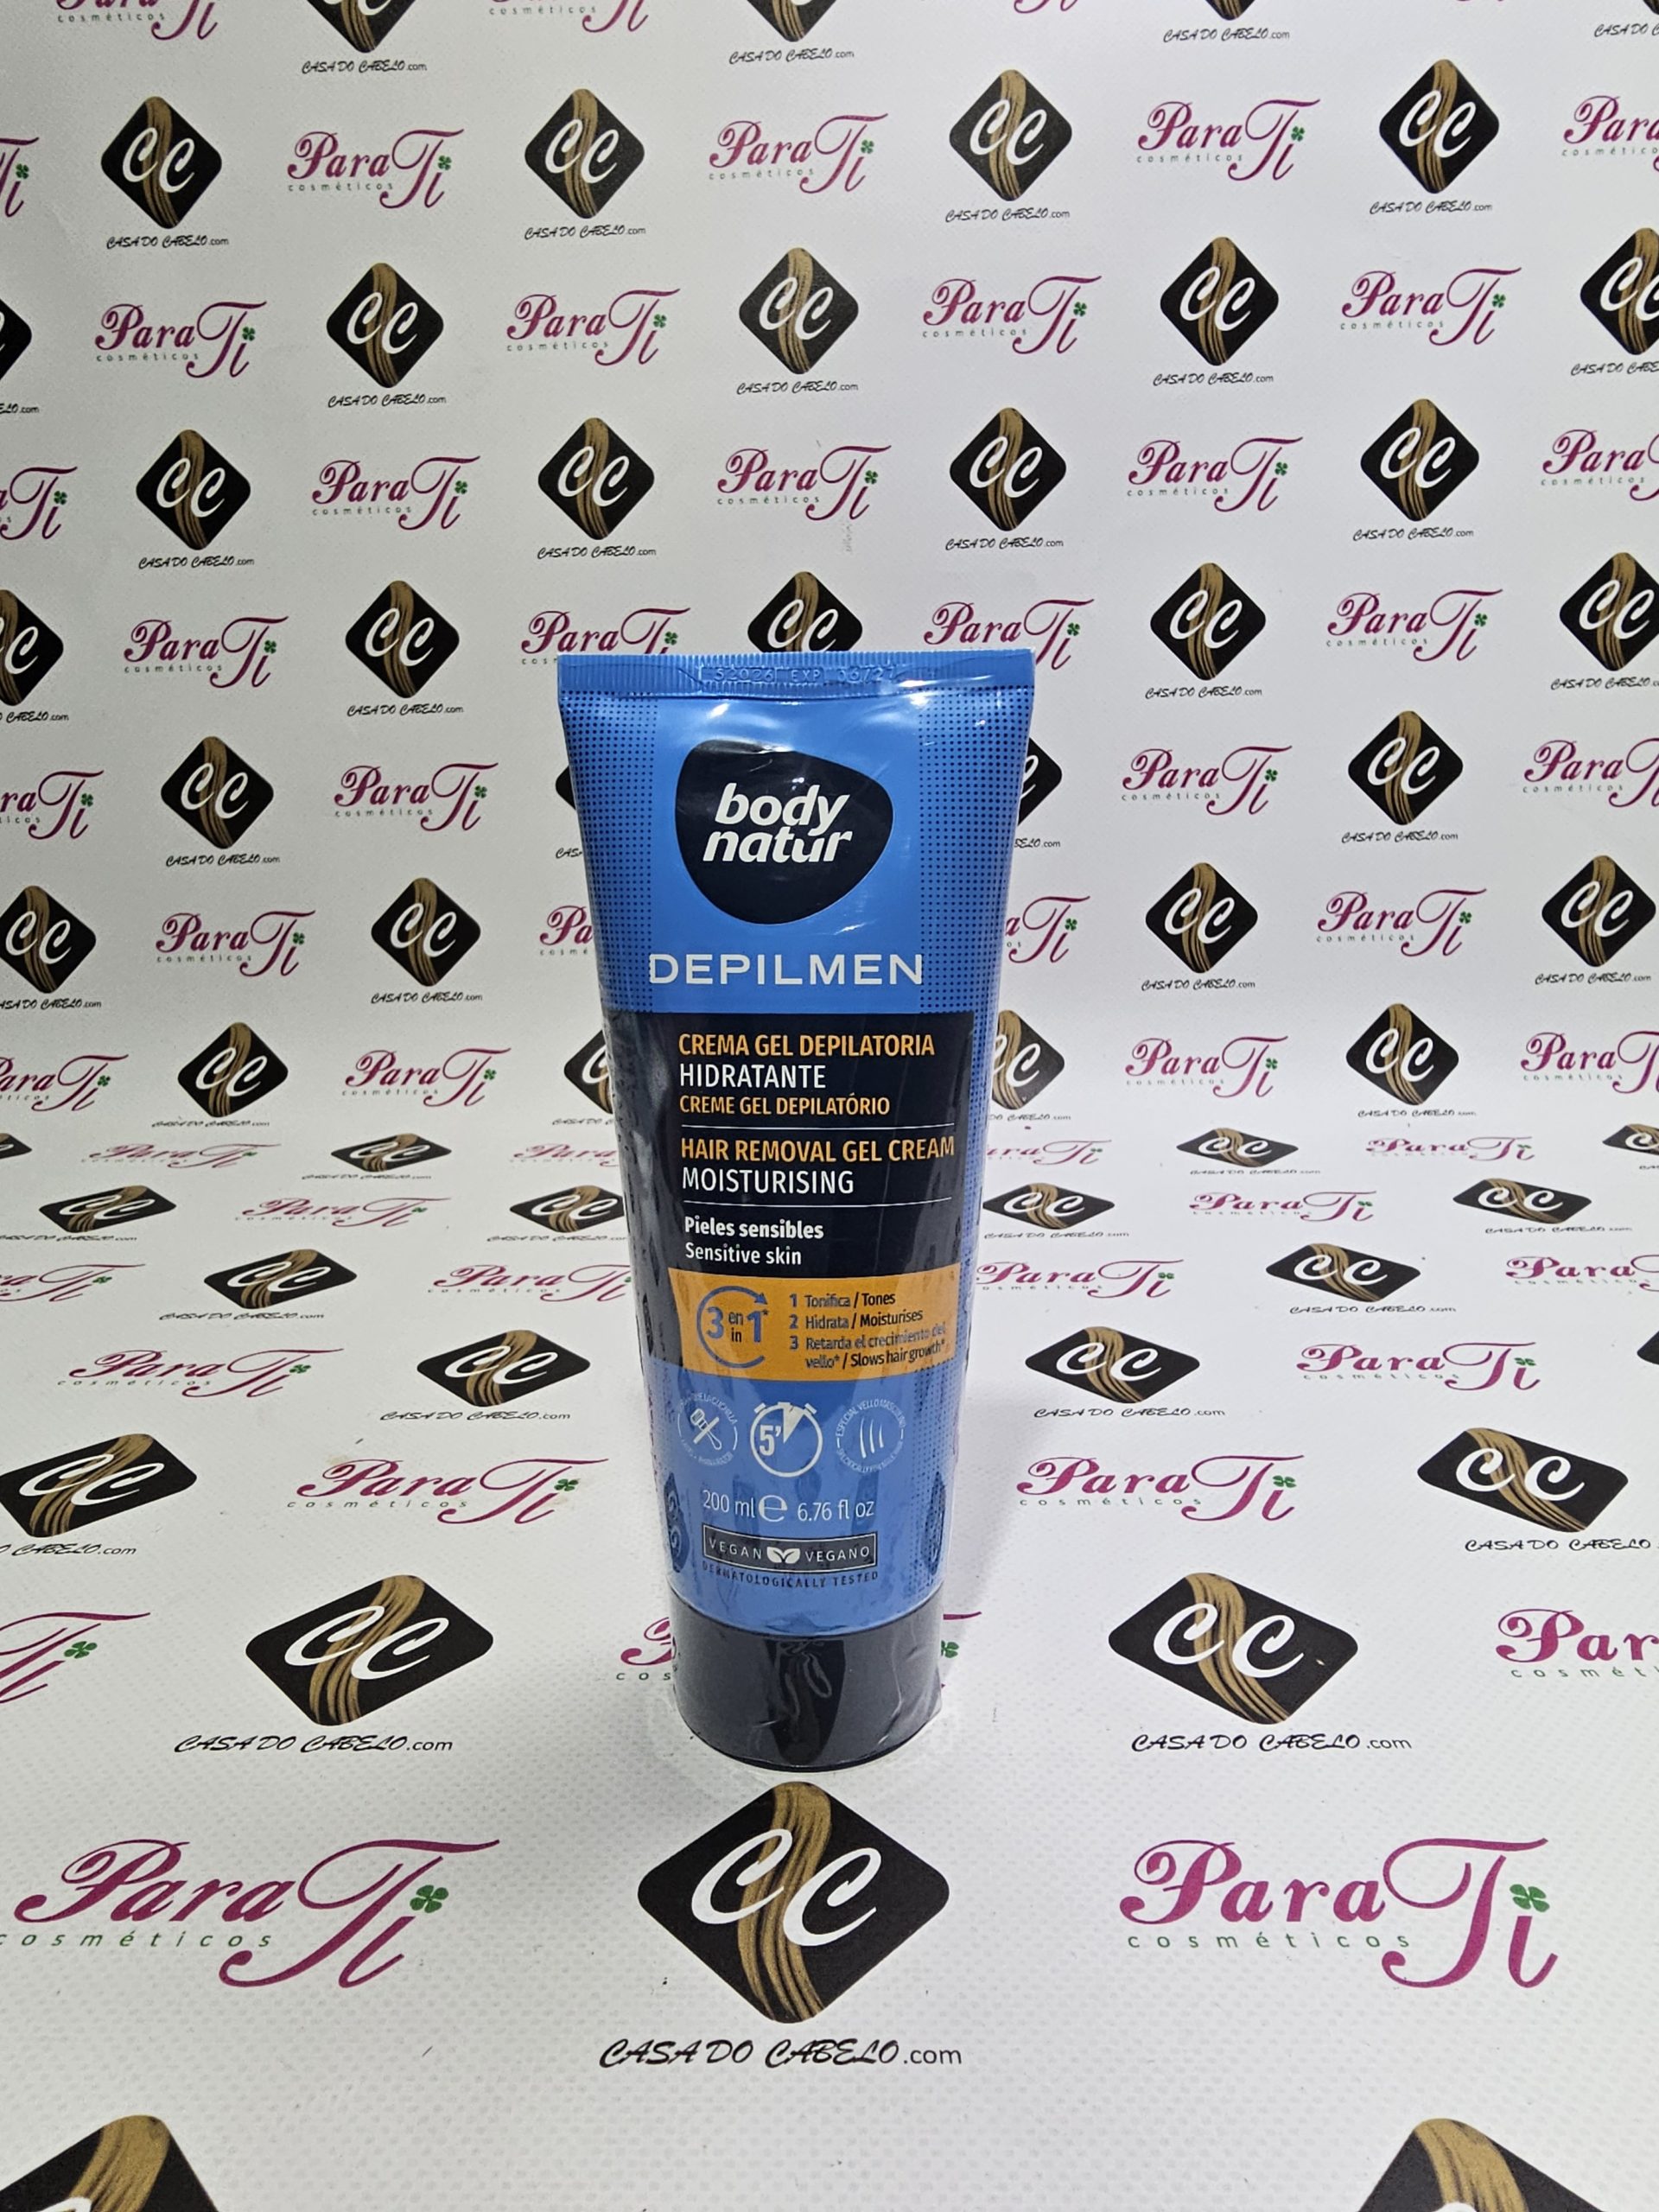 body
natur
DEPILMEN
CREMA GEL DEPILATORIA
HIDRATANTE
CREME GEL DEPILATÓRIO
HAIR REMOVAL GEL CREAM
MOISTURISING
Pieles sensibles
Sensitive skin
3 en in 1*
1 Tonifica / Tones
2 Hidrata / Moisturises
3 Retarda el crecimiento del
vello* / Slows hair growth*
5'
200 ml e 6.76 fl oz
VEGAN VEGANO
DERMATOLOGICALLY TESTED
CC
CASA DO CABELO.com
ParaTi
cosméticos